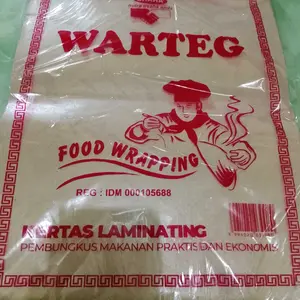 WARTEG
FOOD WRAPPING
REG : IDM 000105688
KERTAS LAMINATING
PEMBUNGKUS MAKANAN PRAKTIS DAN EKONOMIS